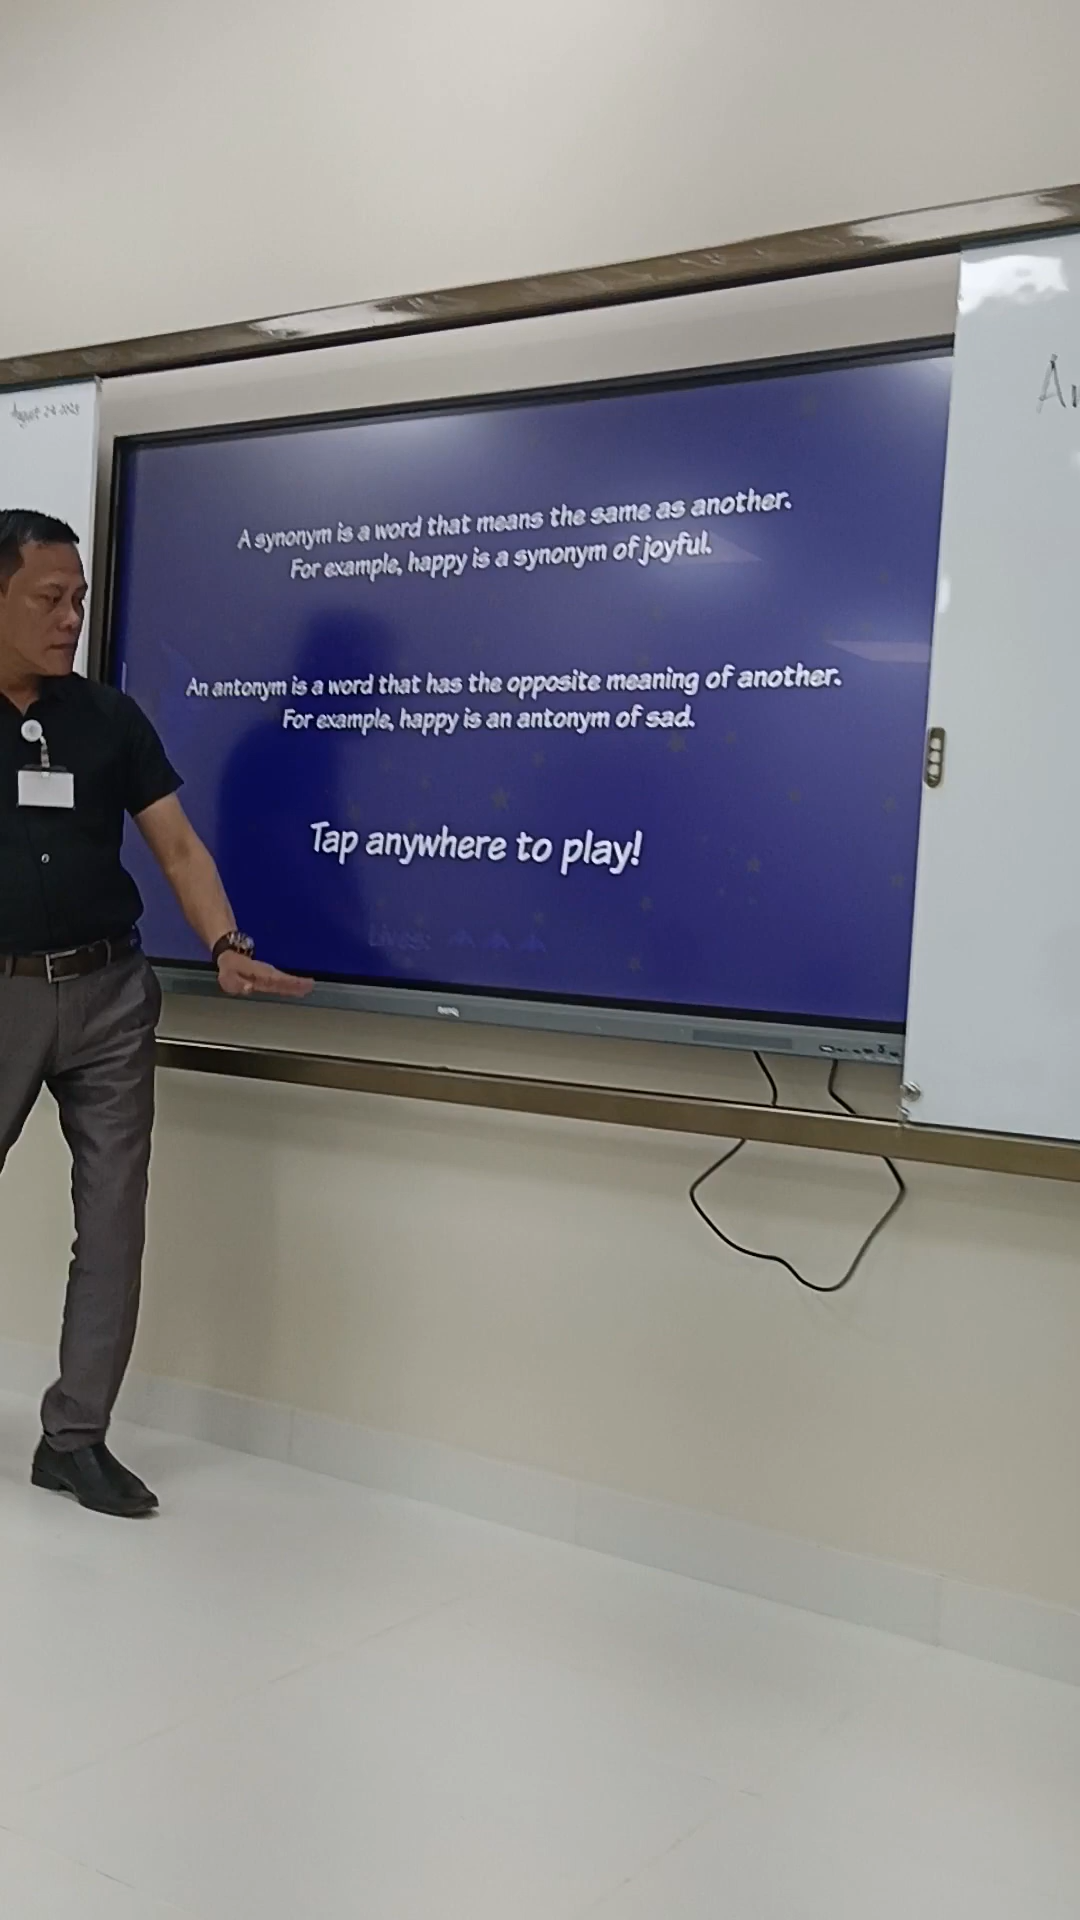 A synonym is a word that means the same as another.
For example, happy is a synonym of joyful.
An antonym is a word that has the opposite meaning of another.
For example, happy is an antonym of sad.
Tap anywhere to play!
Lives:
BenQ